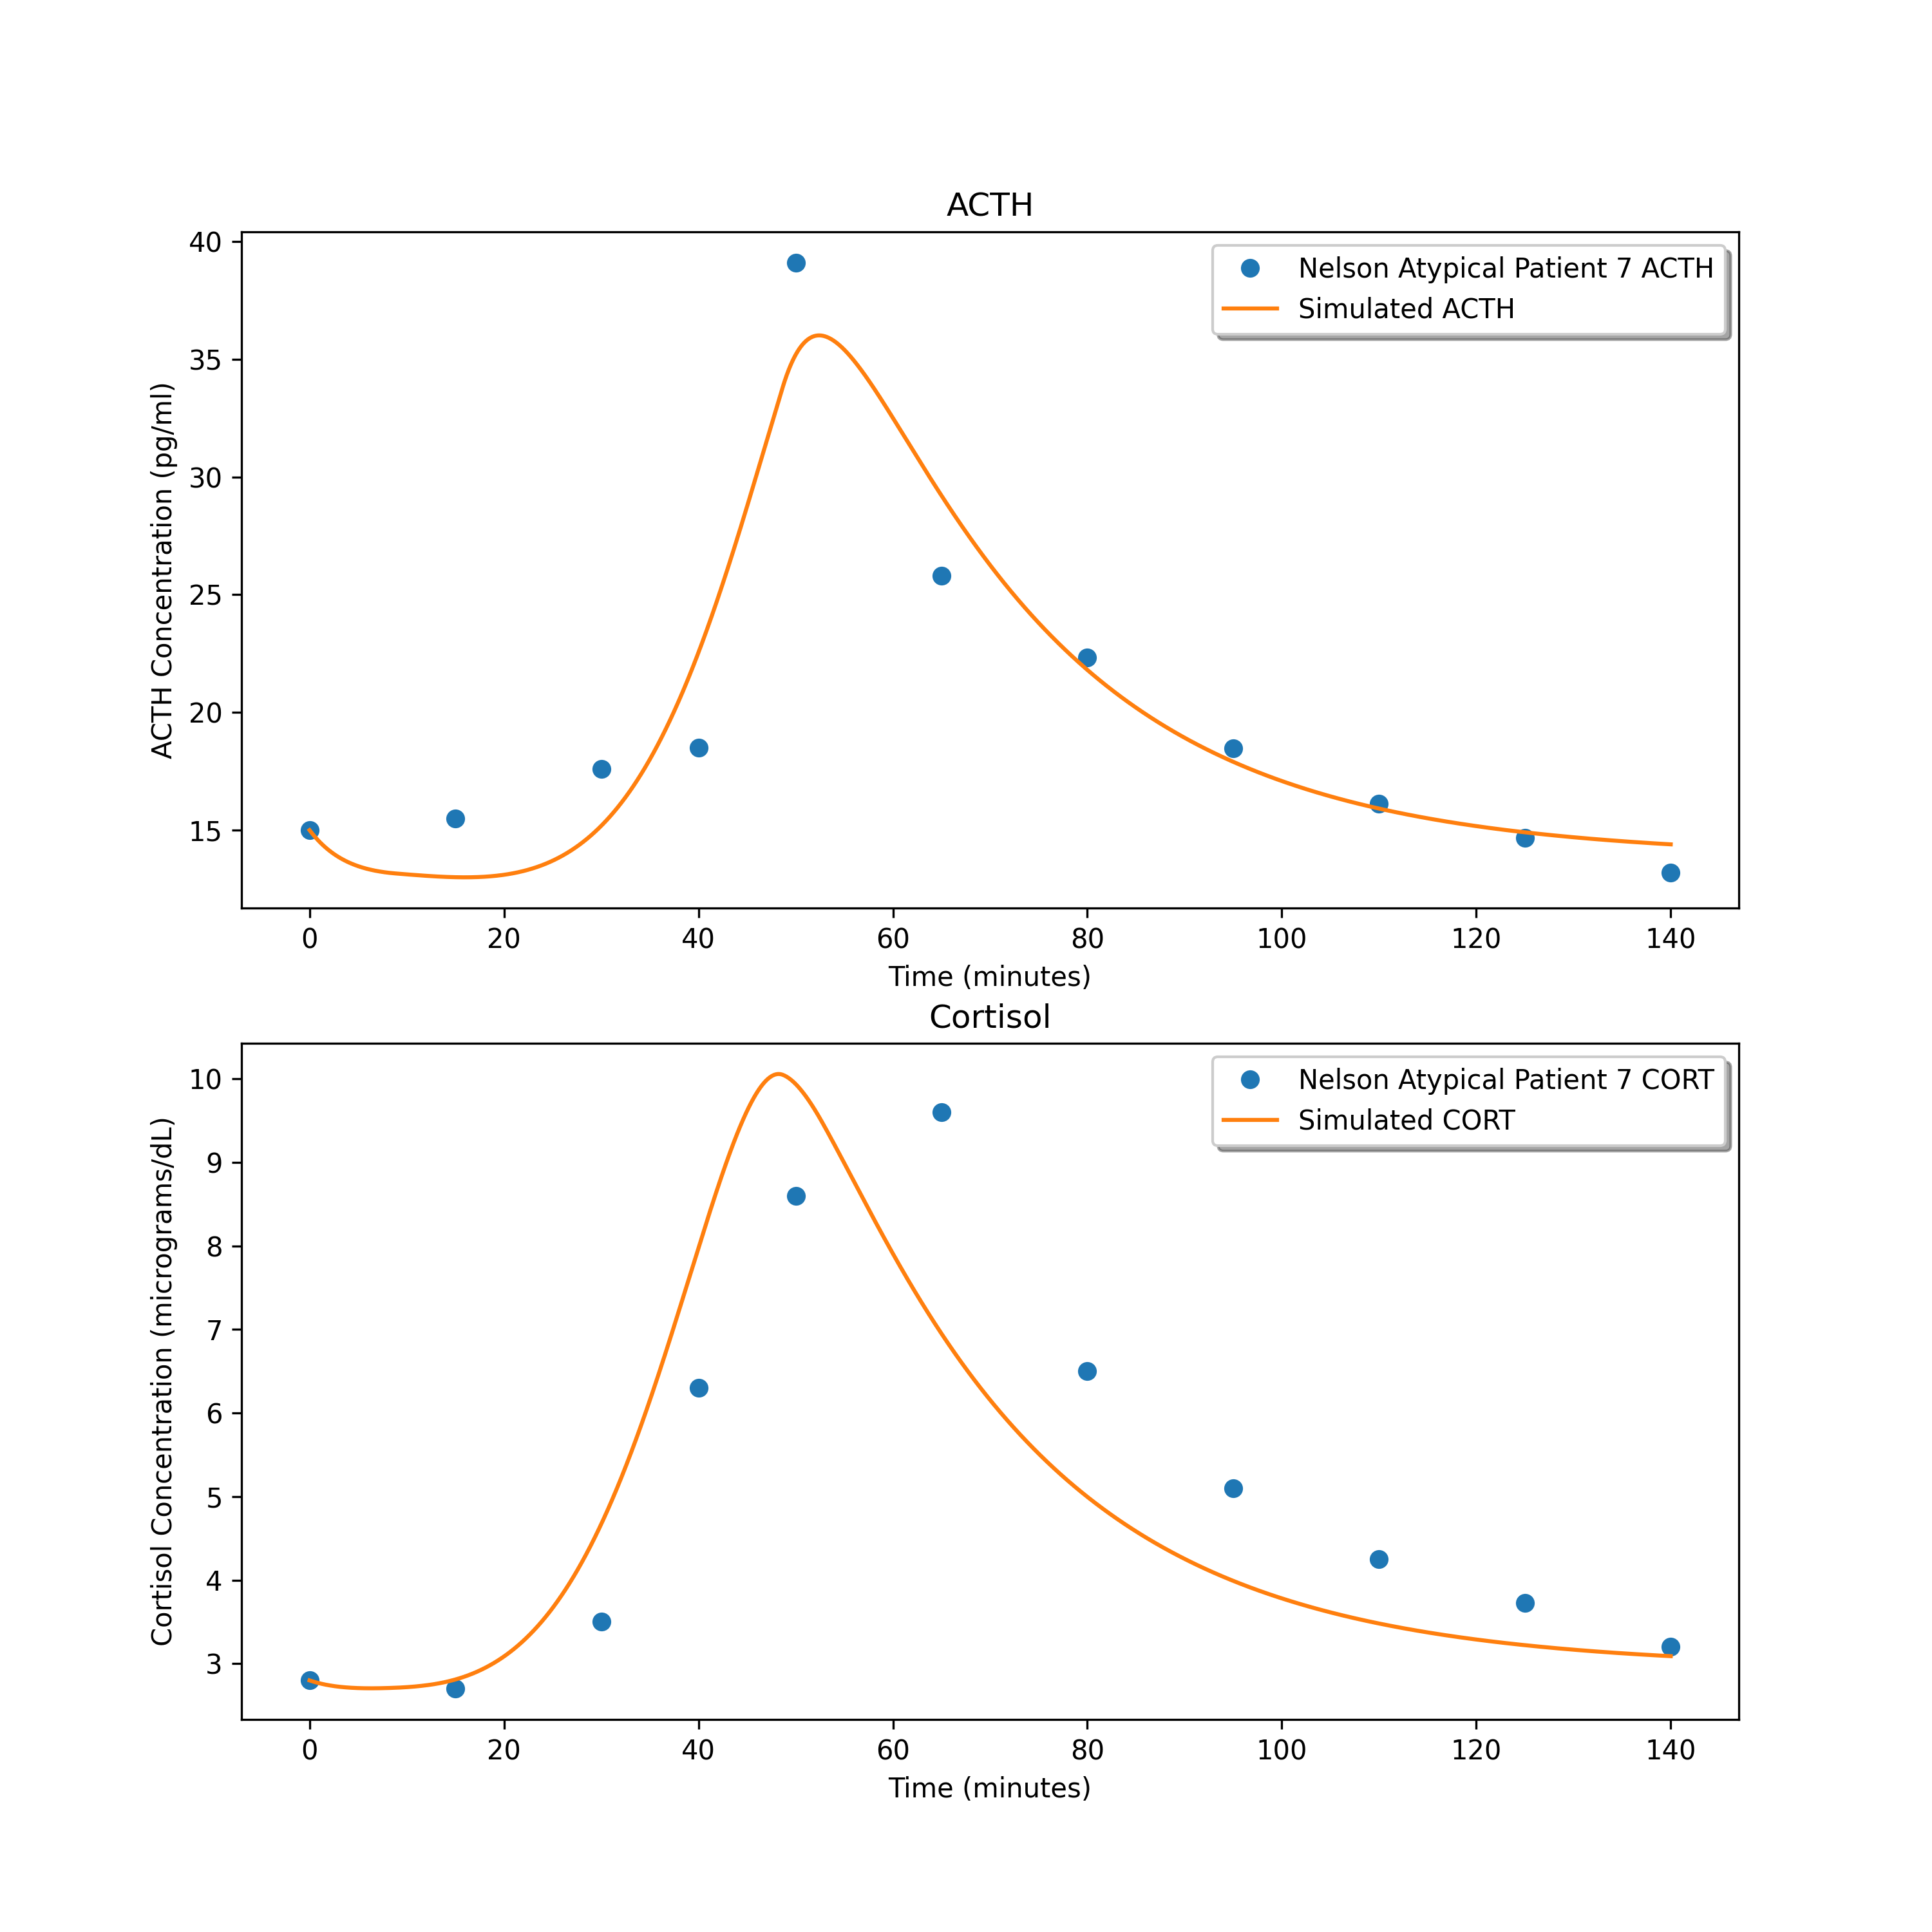 ACTH
40
35
30
25
20
15
ACTH Concentration (pg/ml)
Nelson Atypical Patient 7 ACTH
Simulated ACTH
0 20 40 60 80 100 120 140
Time (minutes)
Cortisol
10
9
8
7
6
5
4
3
Cortisol Concentration (micrograms/dL)
Nelson Atypical Patient 7 CORT
Simulated CORT
0 20 40 60 80 100 120 140
Time (minutes)